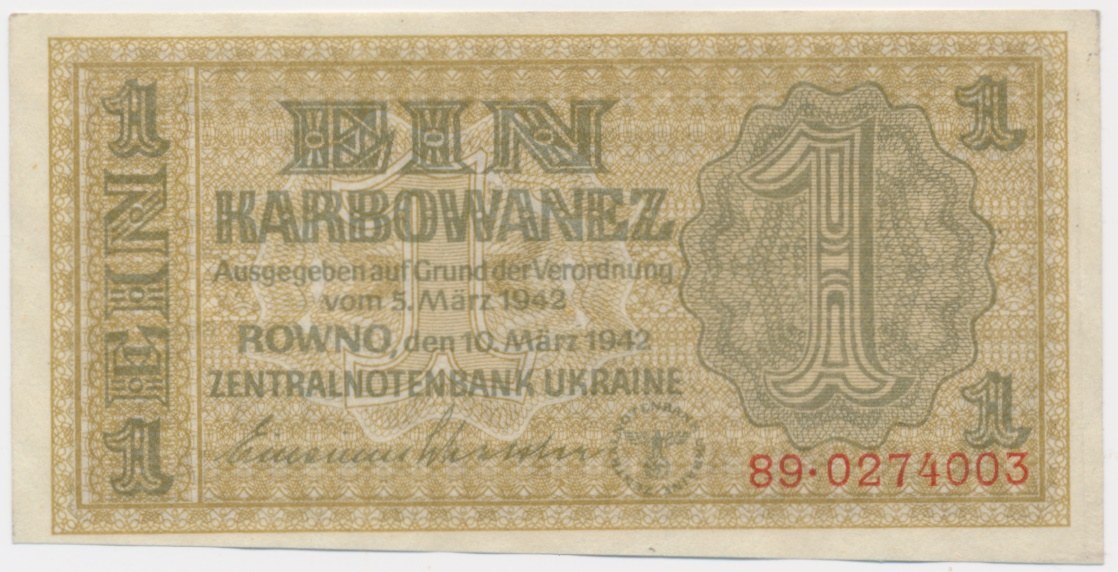 1
EIN
1
EIN
KARBOWANEZ
Ausgegeben auf Grund der Verordnung
vom 5. März 1942
ROWNO, den 10. März 1942
ZENTRALNOTENBANK UKRAINE
1
1
1
1
89·0274003